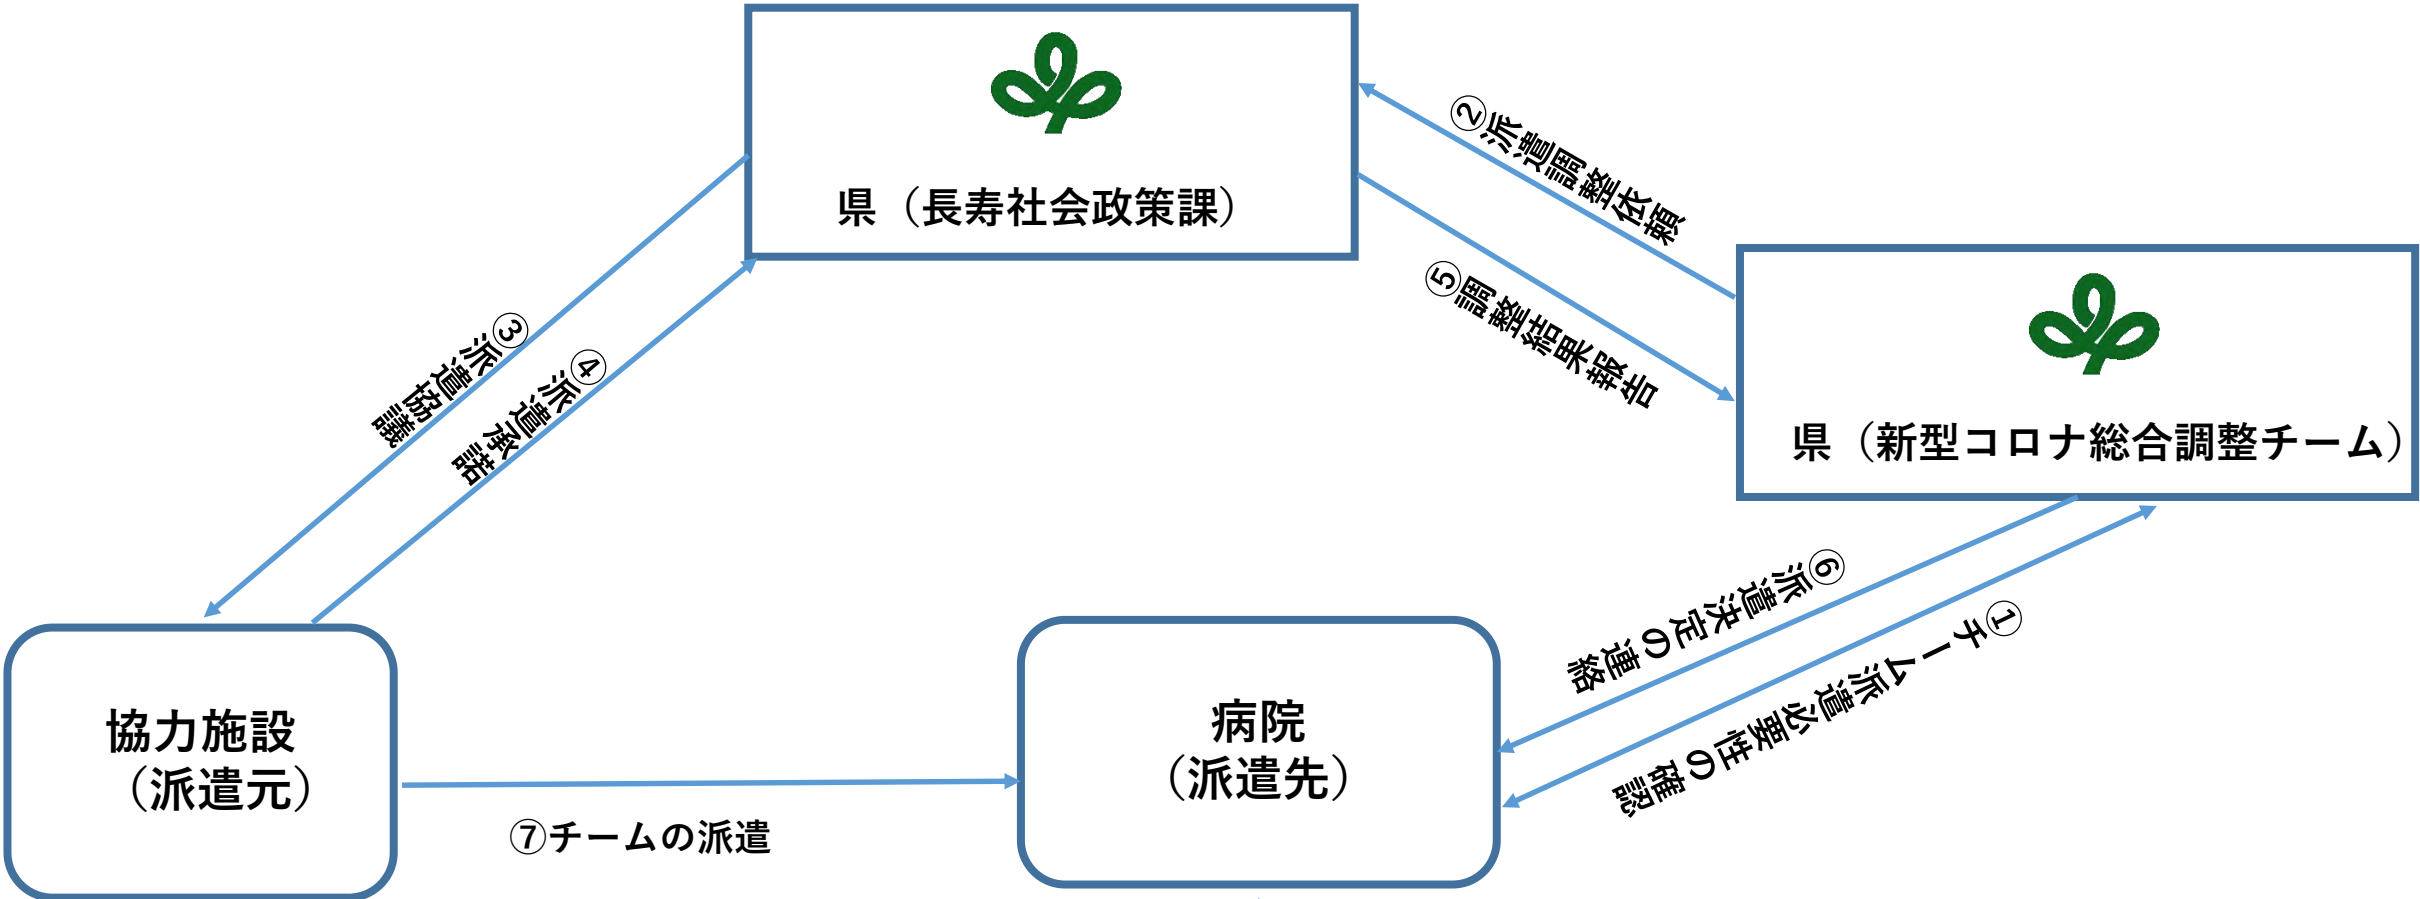 県（長寿社会政策課）
②派遣調整依頼
⑤調整結果報告
県（新型コロナ総合調整チーム）
③派遣協議
④派遣承諾
⑥派遣決定の連絡
①チーム派遣必要性の確認
協力施設
（派遣元）
病院
（派遣先）
⑦チームの派遣